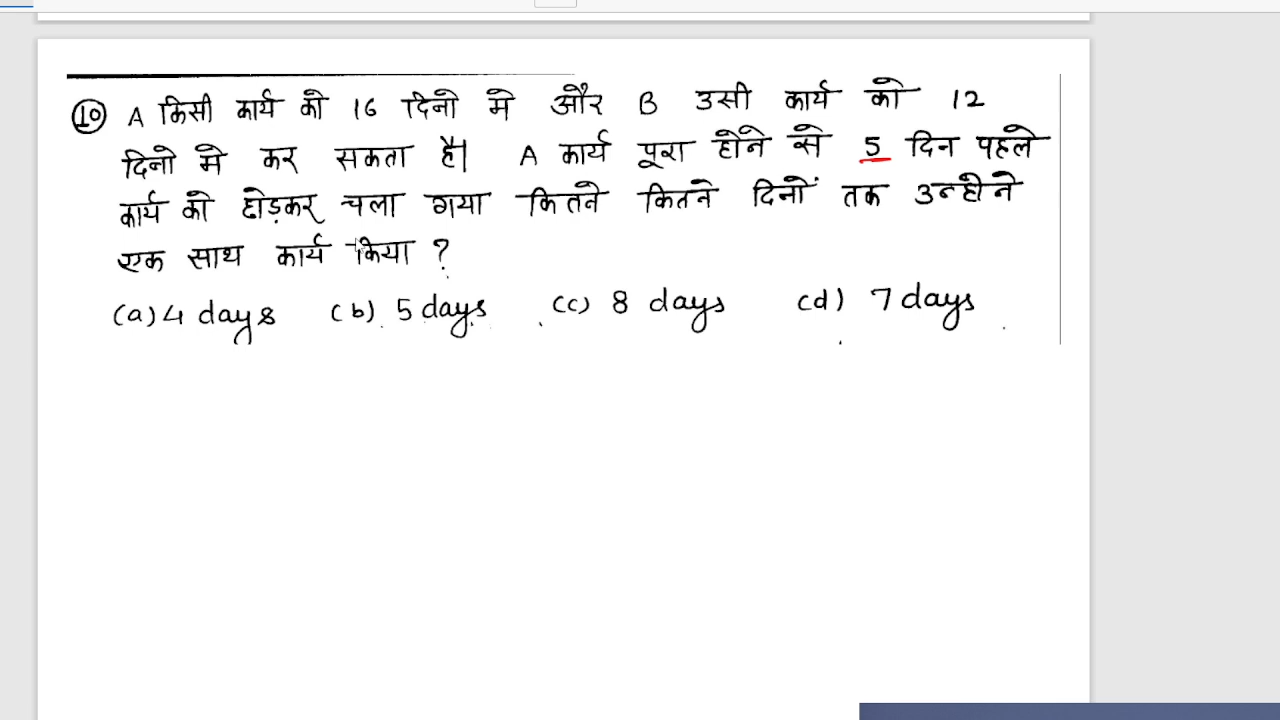 10 A किसी कार्य को 16 दिनो मे और B उसी कार्य को 12
दिनो मे कर सकता है। A कार्य पूरा होने से 5 दिन पहले
कार्य को छोड़कर चला गया कितने कितने दिनों तक उन्होने
एक साथ कार्य किया ?
(a) 4 days (b) 5 days (c) 8 days (d) 7 days